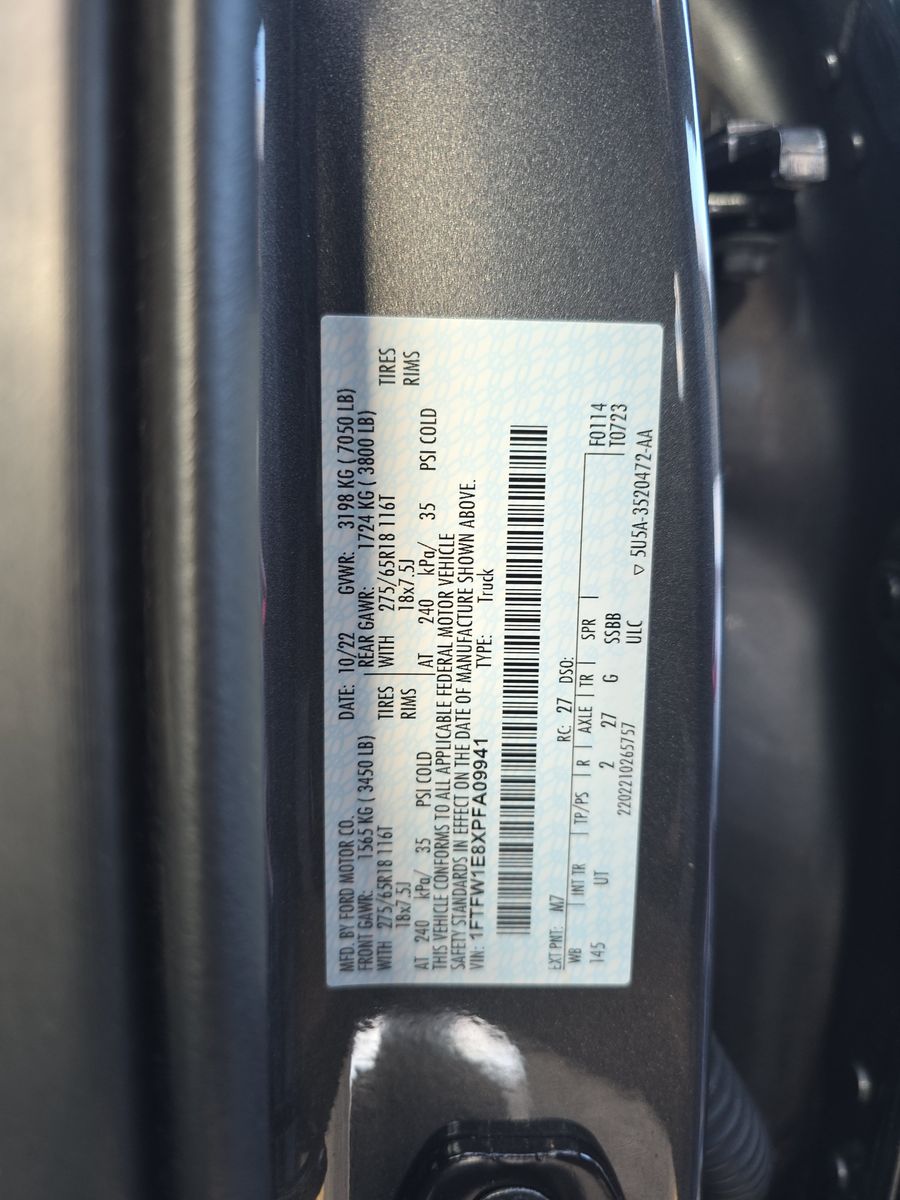 MFD. BY FORD MOTOR CO.
DATE: 10/22 GVWR: 3198 KG ( 7050 LB)
FRONT GAWR: 1565 KG ( 3450 LB) REAR GAWR: 1724 KG ( 3800 LB)
WITH 275/65R18 116T TIRES WITH 275/65R18 116T TIRES
18x7.5J RIMS 18x7.5J RIMS
AT 240 kPa/ 35 PSI COLD AT 240 kPa/ 35 PSI COLD
THIS VEHICLE CONFORMS TO ALL APPLICABLE FEDERAL MOTOR VEHICLE
SAFETY STANDARDS IN EFFECT ON THE DATE OF MANUFACTURE SHOWN ABOVE.
VIN: 1FTFW1E8XPFA09941 TYPE: Truck
EXT PNT: M7 RC: 27 DSO:
WB INT TR TP/PS R AXLE TR SPR F0114
145 UT 2 27 G SSBB T0723
2202210265757 ULC
▽ 5U5A-3520472-AA